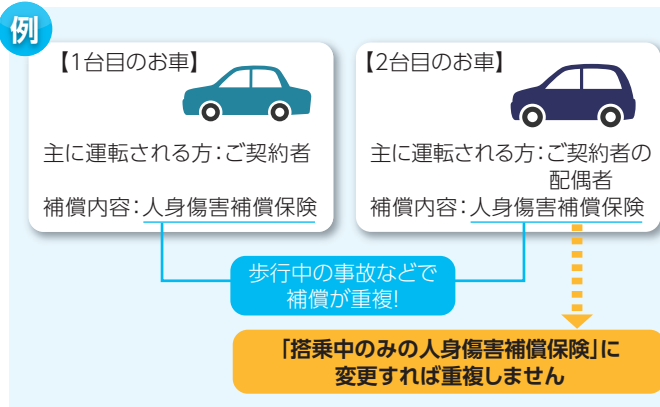 例
【1台目のお車】
主に運転される方：ご契約者
補償内容：人身傷害補償保険
【2台目のお車】
主に運転される方：ご契約者の
配偶者
補償内容：人身傷害補償保険
歩行中の事故などで
補償が重複!
「搭乗中のみの人身傷害補償保険」に
変更すれば重複しません